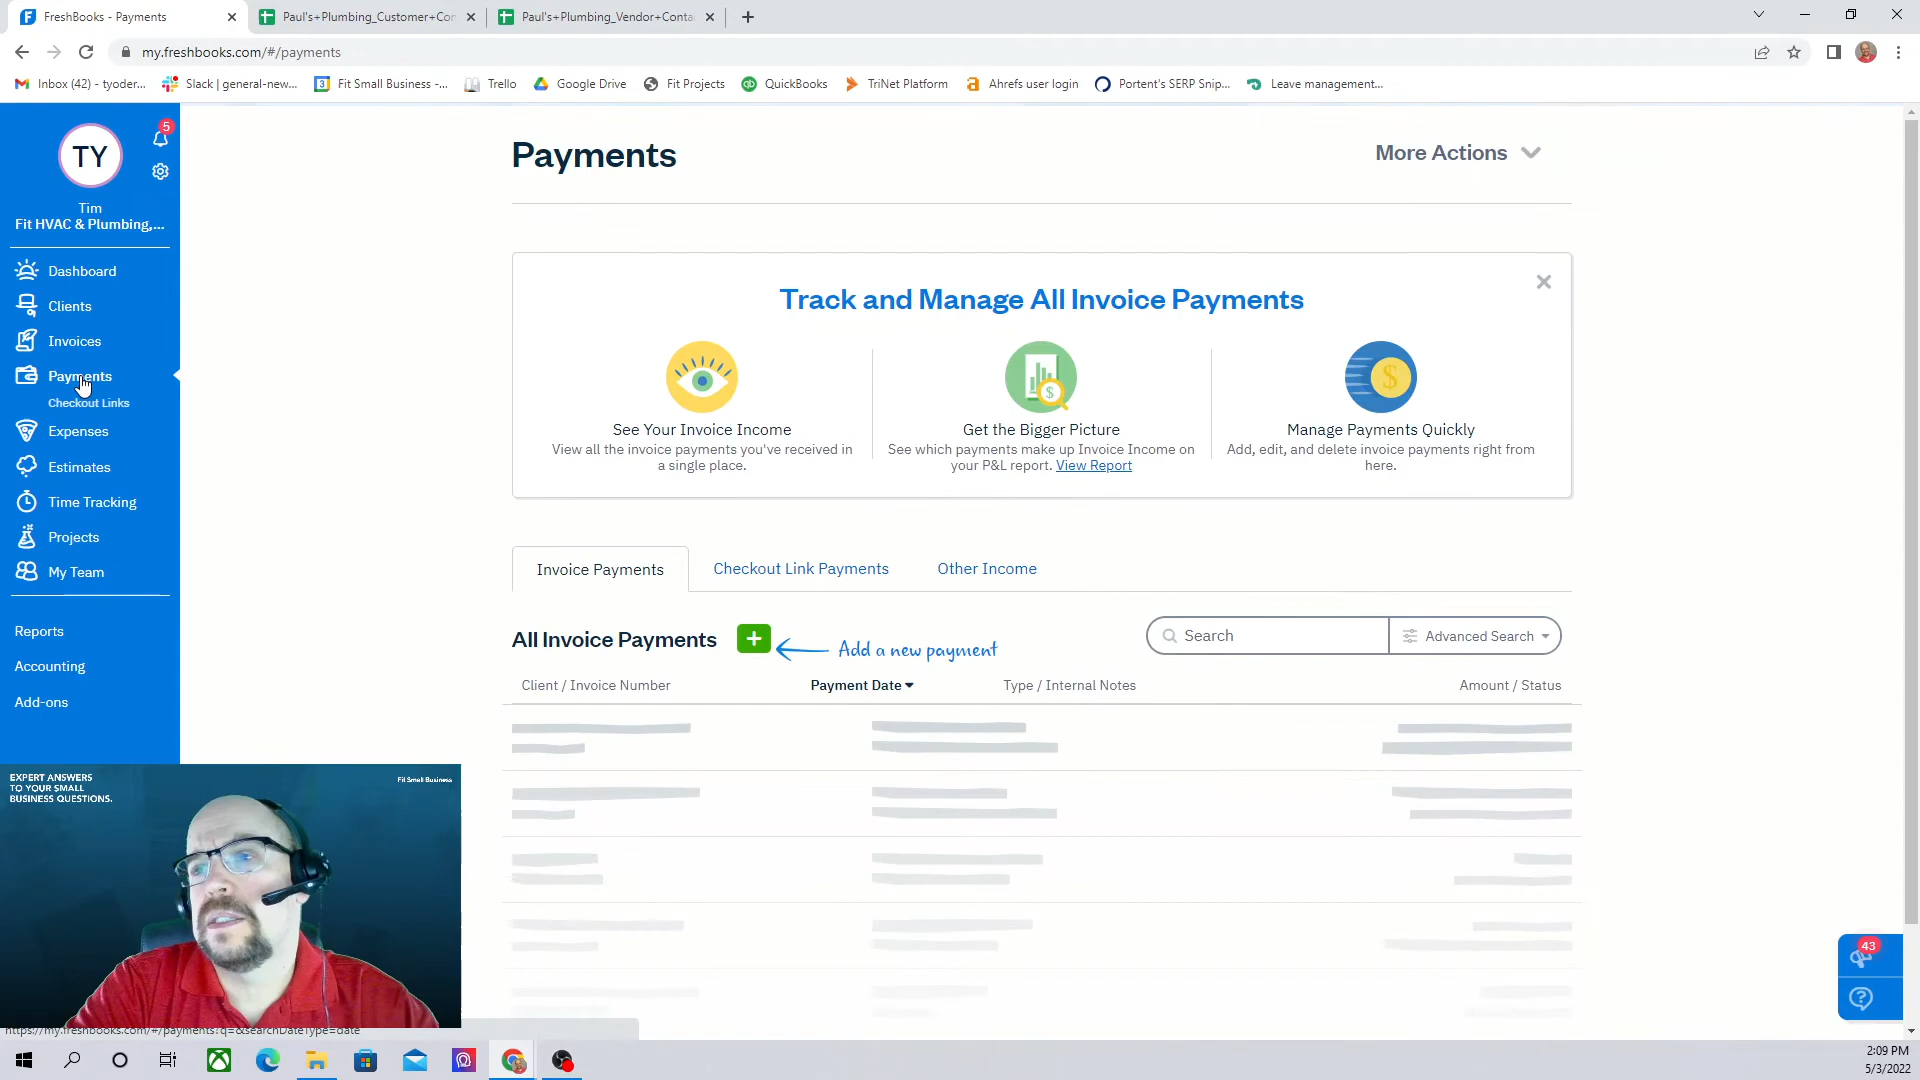 FreshBooks - Payments
Paul's+Plumbing_Customer+Con
Paul's+Plumbing_Vendor+Conta
my.freshbooks.com/#/payments
Inbox (42) - tyoder...
Slack | general-new...
Fit Small Business -...
Trello
Google Drive
Fit Projects
QuickBooks
TriNet Platform
Ahrefs user login
Portent's SERP Snip...
Leave management...
TY
5
Tim
Fit HVAC & Plumbing,...
Dashboard
Clients
Invoices
Payments
Checkout Links
Expenses
Estimates
Time Tracking
Projects
My Team
Reports
Accounting
Add-ons
Payments
More Actions
Track and Manage All Invoice Payments
See Your Invoice Income
View all the invoice payments you've received in
a single place.
Get the Bigger Picture
See which payments make up Invoice Income on
your P&L report. View Report
Manage Payments Quickly
Add, edit, and delete invoice payments right from
here.
Invoice Payments
Checkout Link Payments
Other Income
All Invoice Payments
+
Add a new payment
Search
Advanced Search
Client / Invoice Number
Payment Date
Type / Internal Notes
Amount / Status
EXPERT ANSWERS
TO YOUR SMALL
BUSINESS QUESTIONS.
Fit Small Business
43
https://my.freshbooks.com/#/payments?q=&searchDateType=date
2:09 PM
5/3/2022